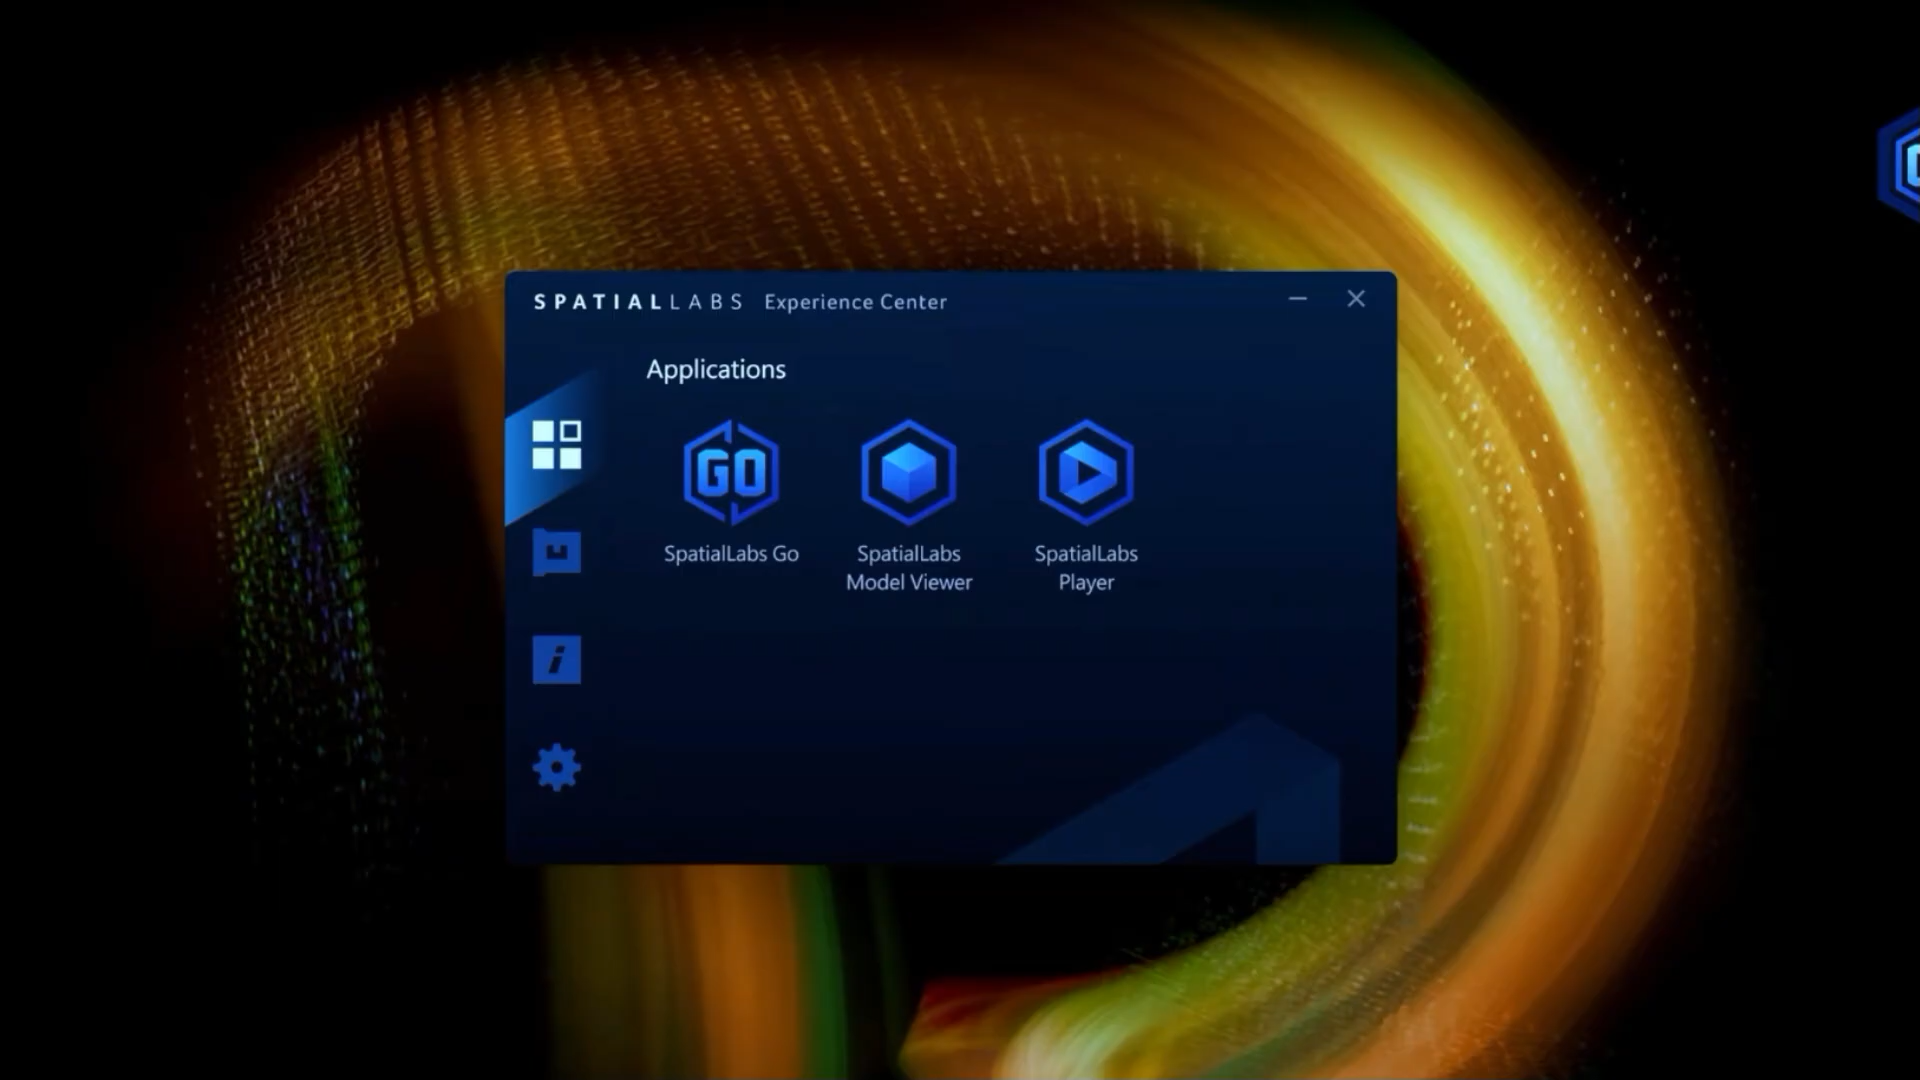 SPATIALLABS Experience Center
Applications
GO
SpatialLabs Go
SpatialLabs
Model Viewer
SpatialLabs
Player